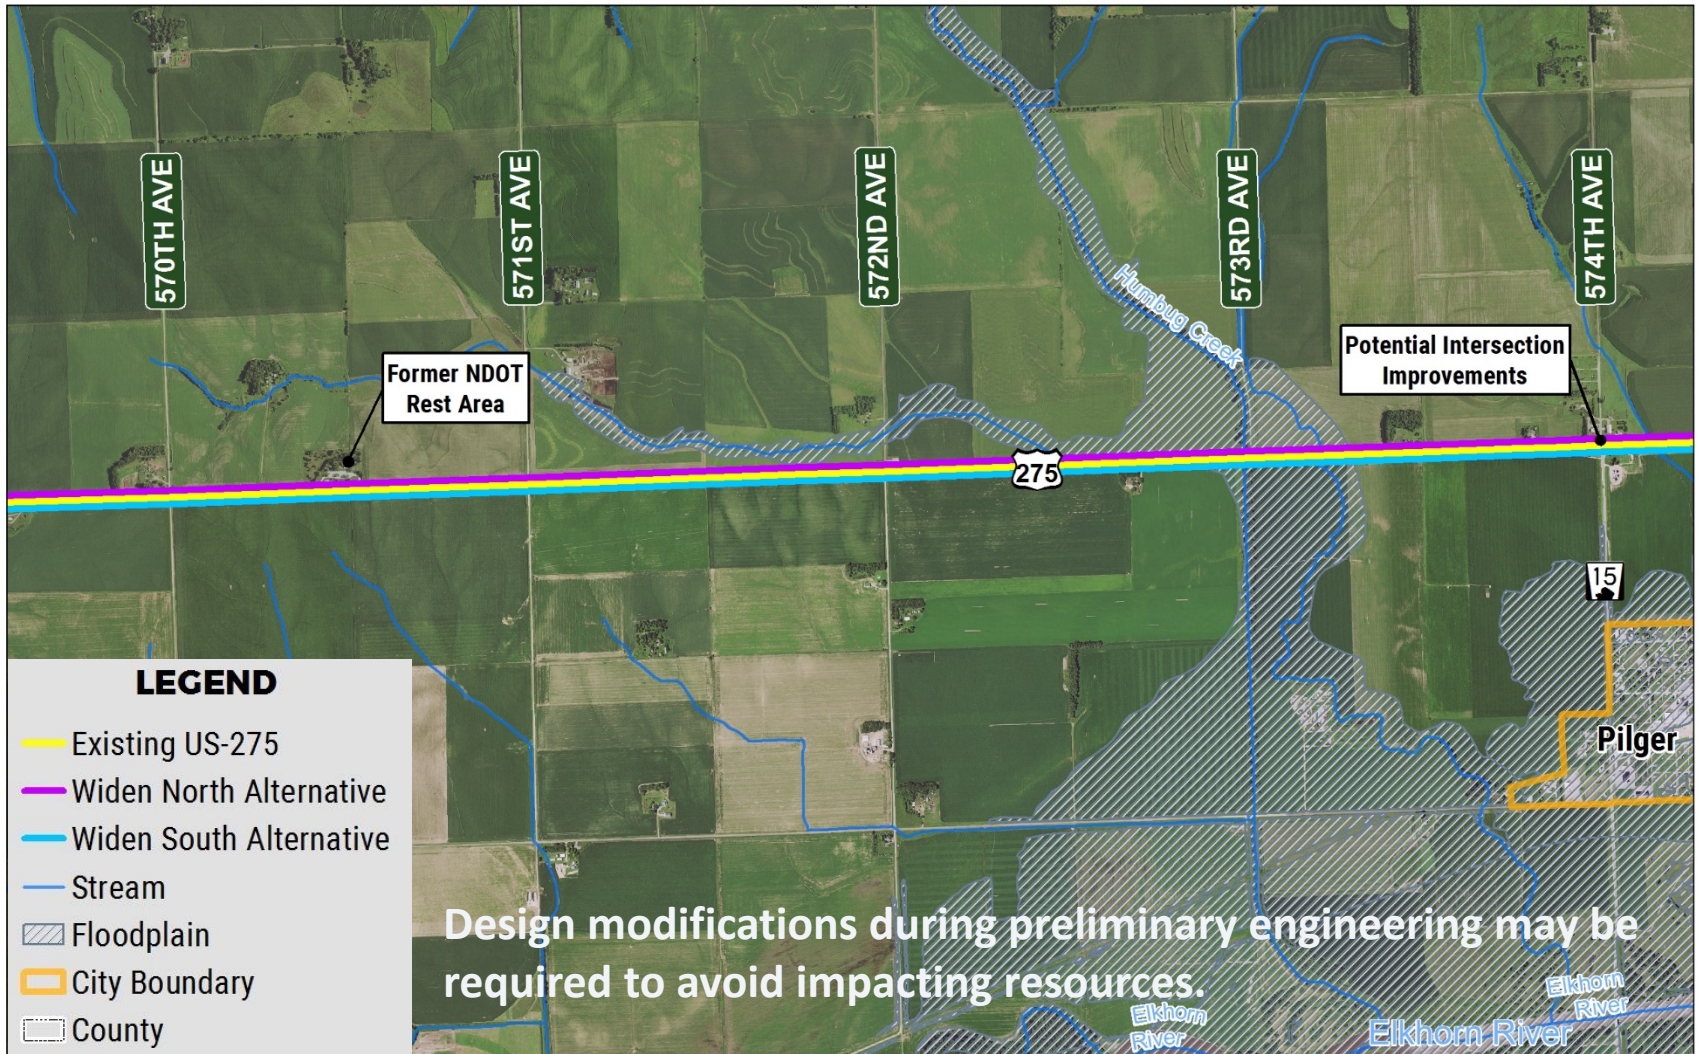 570TH AVE
571ST AVE
572ND AVE
573RD AVE
574TH AVE
Humbug Creek
Former NDOT
Rest Area
Potential Intersection
Improvements
275
15
Pilger
LEGEND
Existing US-275
Widen North Alternative
Widen South Alternative
Stream
Floodplain
City Boundary
County
Design modifications during preliminary engineering may be
required to avoid impacting resources.
Elkhorn
River
Elkhorn
River
Elkhorn River